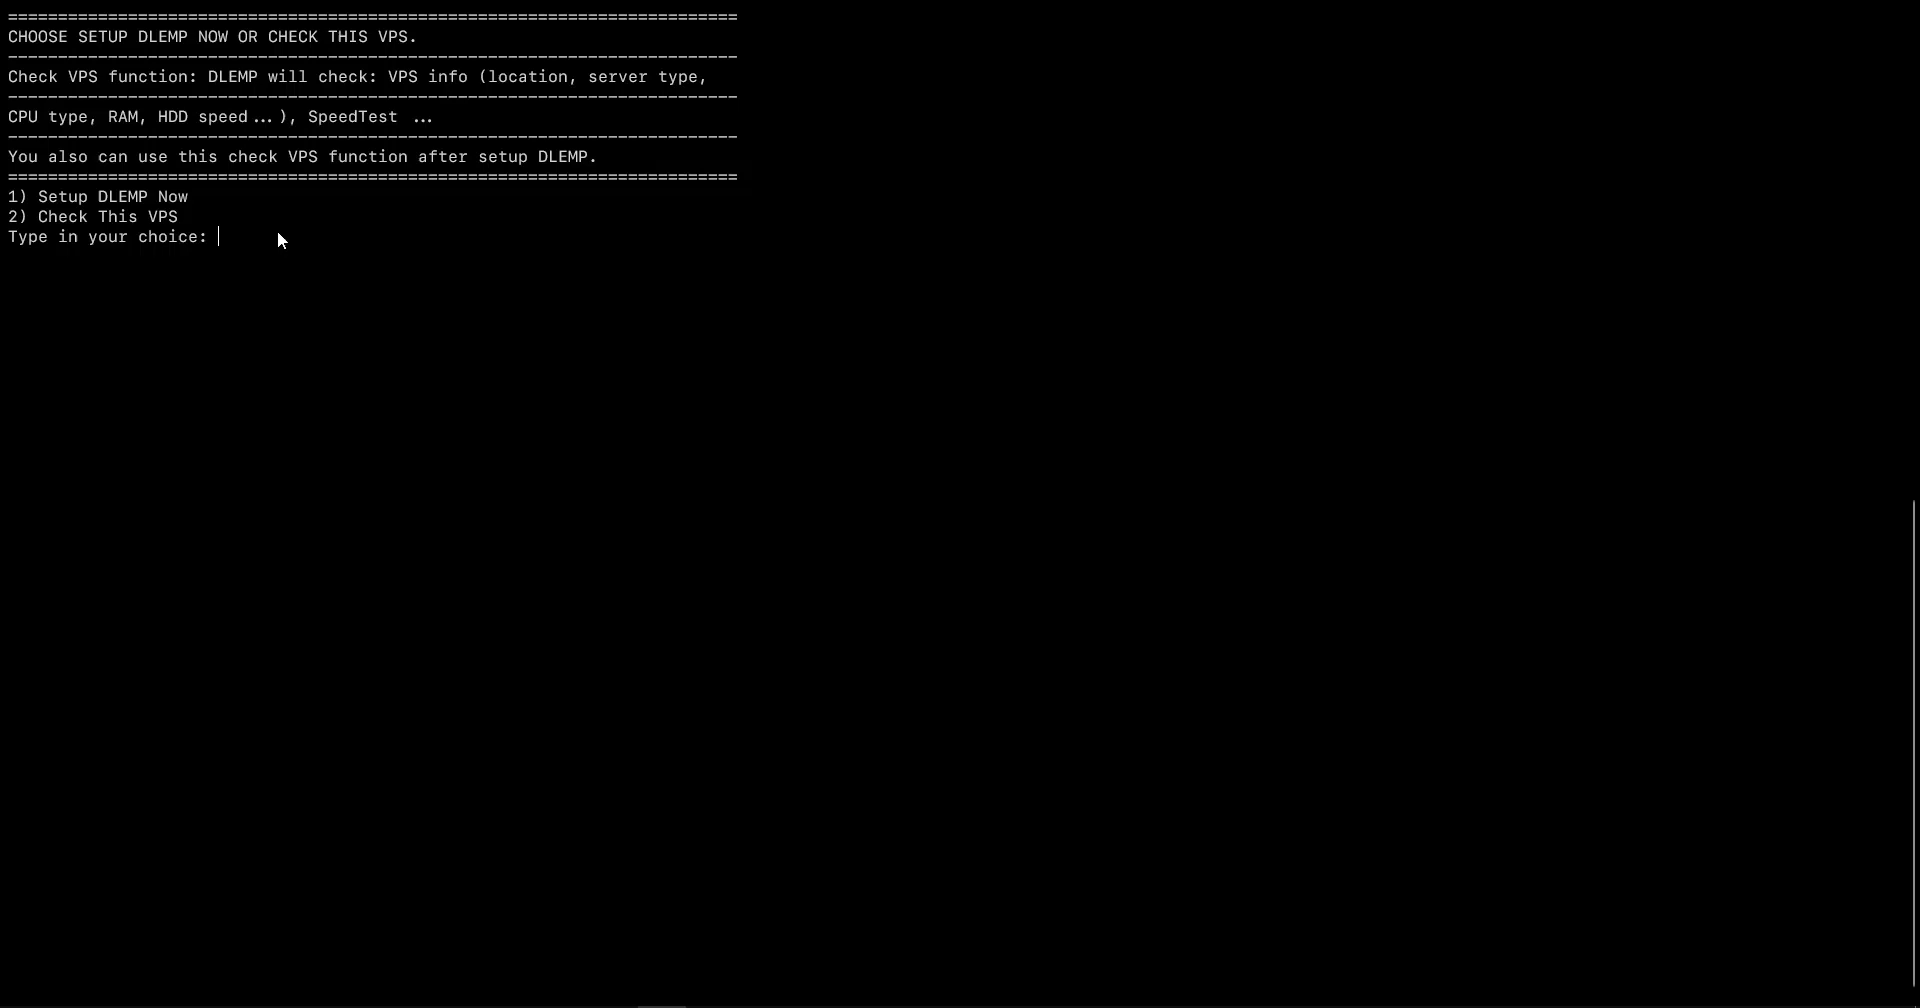 =========================================================================
CHOOSE SETUP DLEMP NOW OR CHECK THIS VPS.
-------------------------------------------------------------------------
Check VPS function: DLEMP will check: VPS info (location, server type,
-------------------------------------------------------------------------
CPU type, RAM, HDD speed...), SpeedTest ...
-------------------------------------------------------------------------
You also can use this check VPS function after setup DLEMP.
=========================================================================
1) Setup DLEMP Now
2) Check This VPS
Type in your choice: